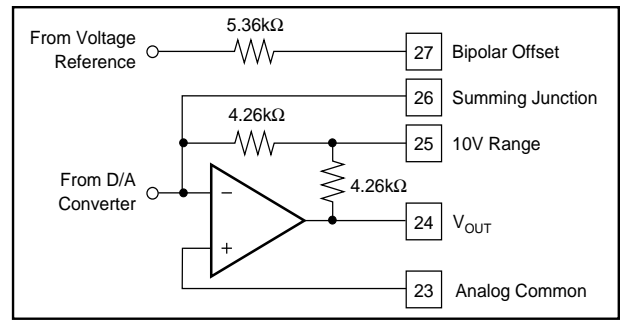 5.36kΩ
From Voltage
Reference
27 Bipolar Offset
26 Summing Junction
4.26kΩ
25 10V Range
4.26kΩ
From D/A
Converter
−
+
24 VOUT
23 Analog Common